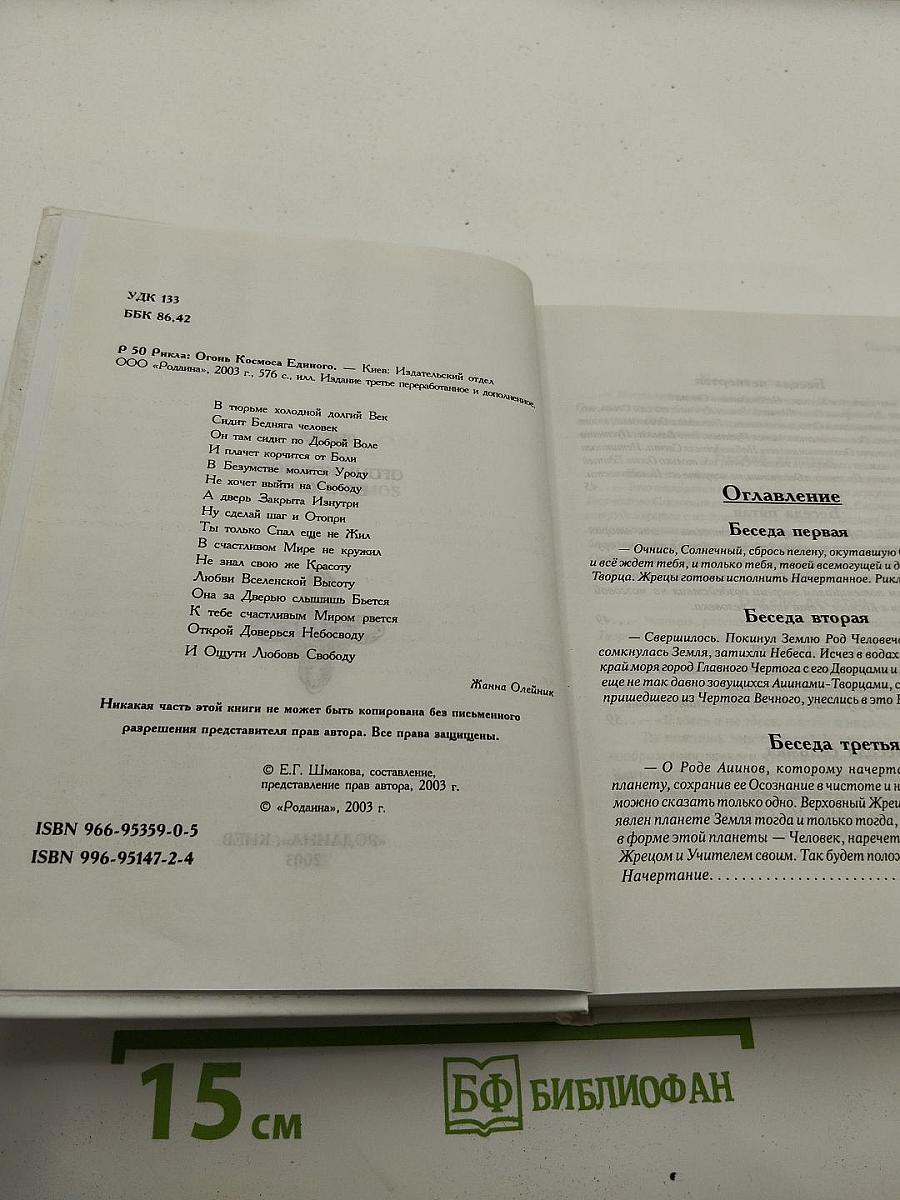 УДК 133
ББК 86.42
Р 50 Рикла: Огонь Космоса Единого. — Киев: Издательский отдел
ООО «Родаина», 2003 г., 576 с., илл. Издание третье переработанное и дополненное.
В тюрьме холодной долгий Век
Сидит Бедняга человек
Он там сидит по Доброй Воле
И плачет корчится от Боли
В Безумстве молится Уроду
Не хочет выйти на Свободу
А дверь Закрыта Изнутри
Ну сделай шаг и Отопри
Ты только Спал еще не Жил
В счастливом Мире не кружил
Не знал свою же Красоту
Любви Вселенской Высоту
Она за Дверью слышишь Бьется
К тебе счастливым Миром рвется
Открой Доверься Небосводу
И Ощути Любовь Свободу
Жанна Олейник
Никакая часть этой книги не может быть копирована без письменного
разрешения представителя прав автора. Все права защищены.
© Е.Г. Шмакова, составление,
представление прав автора, 2003 г.
© «Родаина», 2003 г.
ISBN 966-95359-0-5
ISBN 996-95147-2-4
Оглавление
Беседа первая
— Очнись, Солнечный, сбрось пелену, окутавшую
и всё ждет тебя, и только тебя, твоей всемогущей и
Творца. Жрецы готовы исполнить Начертанное.
Беседа вторая
— Свершилось. Покинул Землю Род
сомкнулась Земля, затихли Небеса. Исчез в водах
край моря город Главного Чертога с его Дворцами и
еще не так давно зовущихся Аиинами-Творцами,
пришедшего из Чертога Вечного, унеслись в это
Беседа третья
— О Роде Аиинов, которому
планету, сохранив ее Осознание в чистоте и
можно сказать только одно. Верховный
явлен планете Земля тогда и только тогда,
в форме этой планеты — Человек,
Жрецом и Учителем своим. Так будет
Начертание.......................
15 см
БФ БИБЛИОФАН